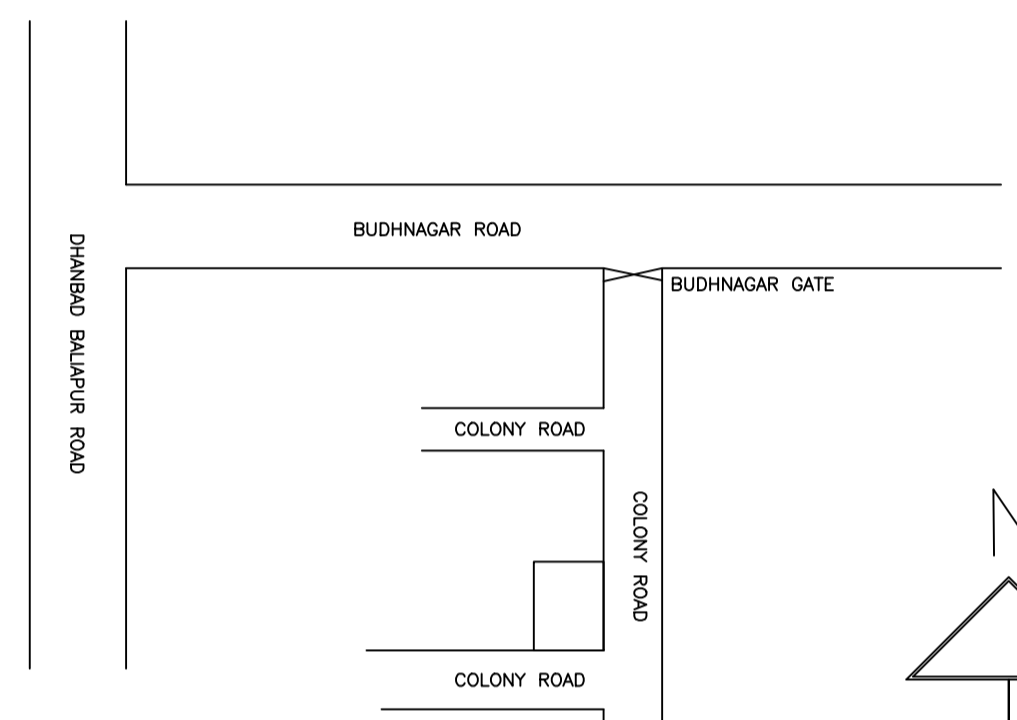 BUDHNAGAR ROAD
DHANBAD BALIAPUR ROAD
BUDHNAGAR GATE
COLONY ROAD
COLONY ROAD
COLONY ROAD
N